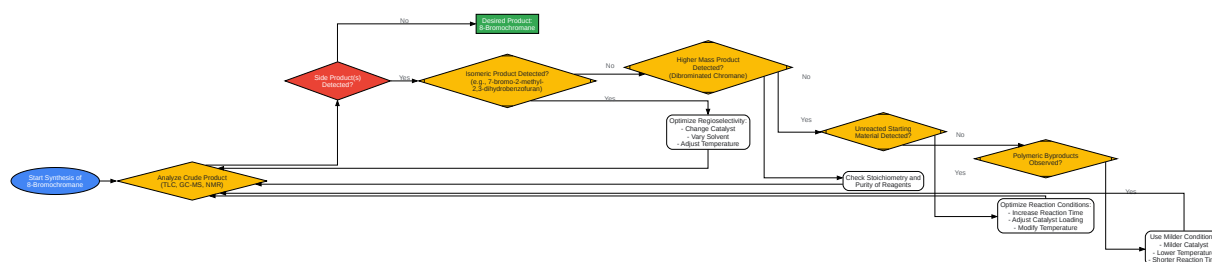 No
Desired Product:
8-Bromochromane
Side Product(s)
Detected?
Yes
Isomeric Product Detected?
(e.g., 7-bromo-2-methyl-
2,3-dihydrobenzofuran)
No
Yes
Higher Mass Product
Detected?
(Dibrominated Chromane)
No
Yes
Optimize Regioselectivity:
- Change Catalyst
- Vary Solvent
- Adjust Temperature
Unreacted Starting
Material Detected?
No
Yes
Polymeric Byproducts
Observed?
Yes
Start Synthesis of
8-Bromochromane
Analyze Crude Product
(TLC, GC-MS, NMR)
Check Stoichiometry and
Purity of Reagents
Optimize Reaction Conditions:
- Increase Reaction Time
- Adjust Catalyst Loading
- Modify Temperature
Use Milder Condition
- Milder Catalyst
- Lower Temperatur
- Shorter Reaction Ti